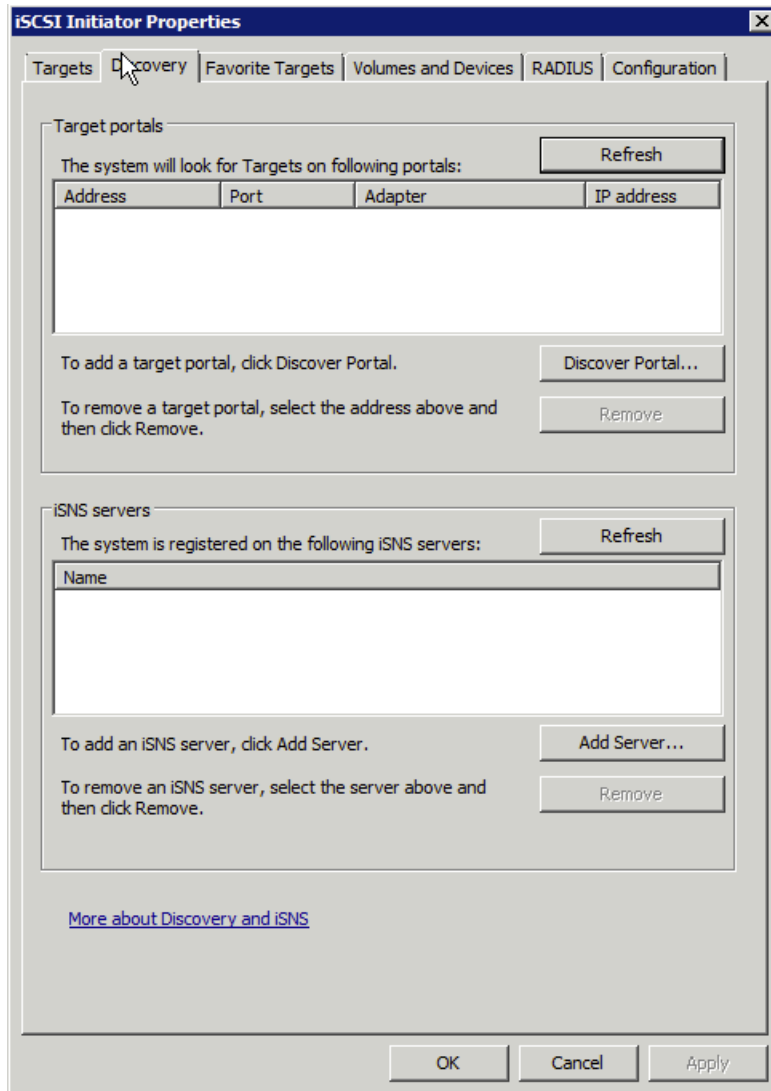 iSCSI Initiator Properties
Targets Discovery Favorite Targets Volumes and Devices RADIUS Configuration
Target portals
The system will look for Targets on following portals: Refresh
Address Port Adapter IP address
To add a target portal, click Discover Portal. Discover Portal...
To remove a target portal, select the address above and
then click Remove.
Remove
iSNS servers
The system is registered on the following iSNS servers: Refresh
Name
To add an iSNS server, click Add Server. Add Server...
To remove an iSNS server, select the server above and
then click Remove.
Remove
More about Discovery and iSNS
OK Cancel Apply